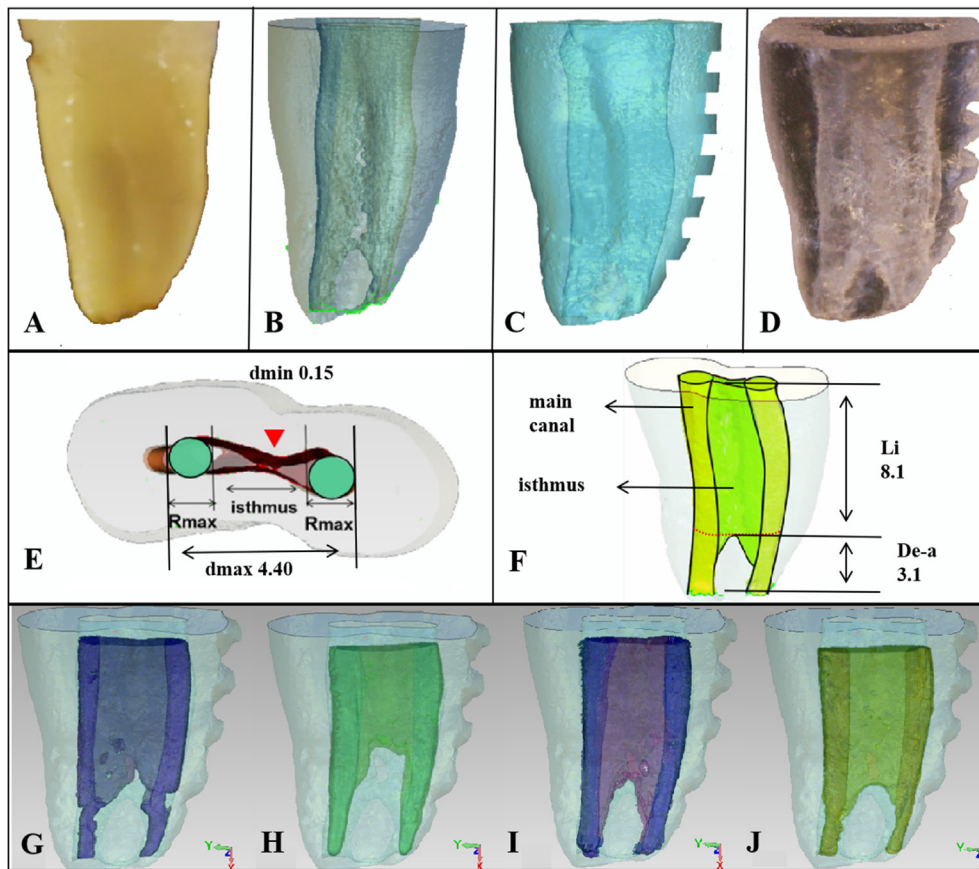 A
B
C
D
dmin 0.15
Rmax
isthmus
Rmax
dmax 4.40
E
main
canal
isthmus
Li
8.1
De-a
3.1
F
G
Y
Z
H
Y
Z
X
I
Y
Z
X
J
Y
Z
X